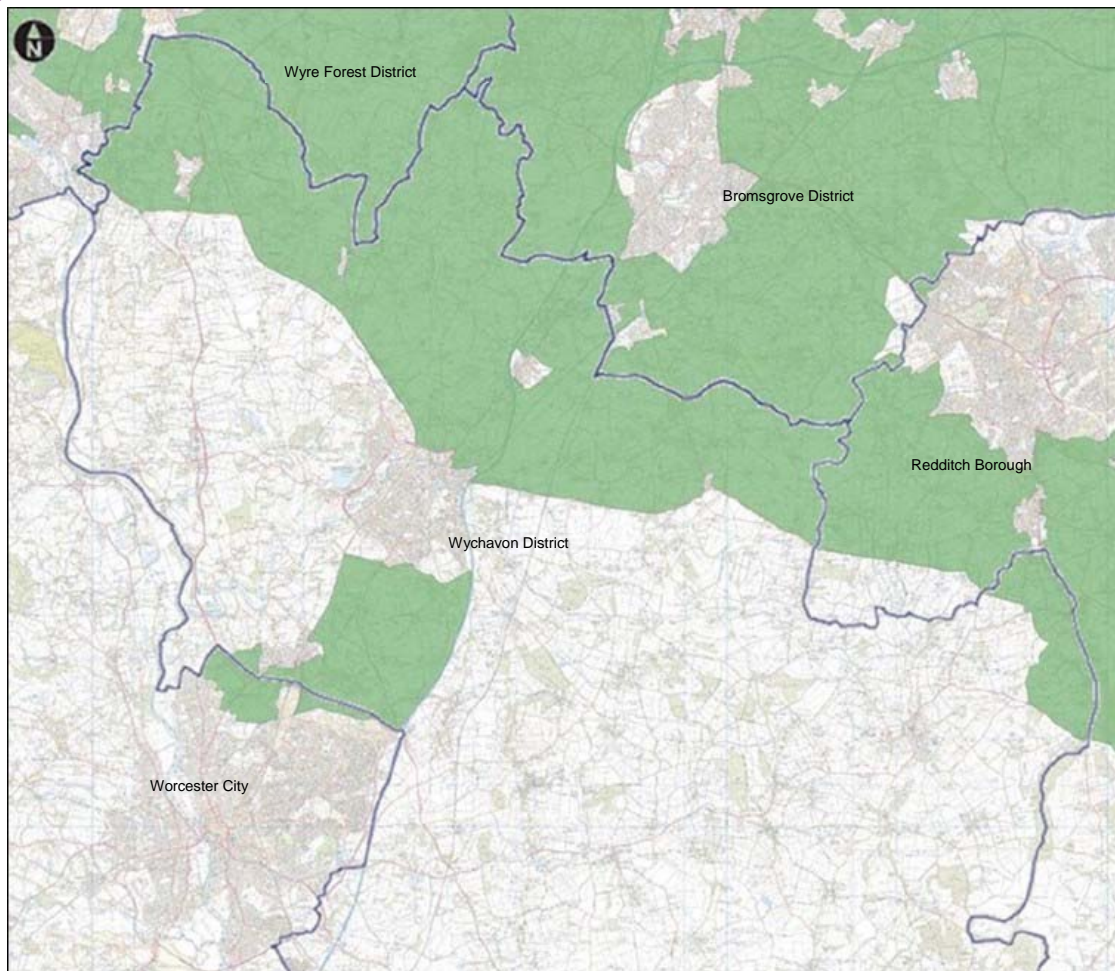 N
Wyre Forest District
Bromsgrove District
Redditch Borough
Wychavon District
Worcester City